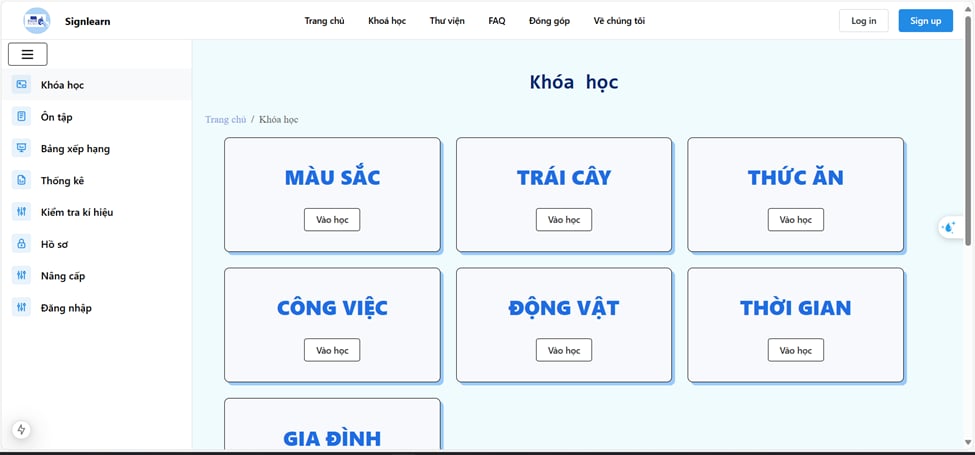 Signlearn
Trang chủ
Khoá học
Thư viện
FAQ
Đóng góp
Về chúng tôi
Log in
Sign up
Khóa học
Ôn tập
Bảng xếp hạng
Thống kê
Kiểm tra kí hiệu
Hồ sơ
Nâng cấp
Đăng nhập
Khóa học
Trang chủ / Khóa học
MÀU SẮC
Vào học
TRÁI CÂY
Vào học
THỨC ĂN
Vào học
CÔNG VIỆC
Vào học
ĐỘNG VẬT
Vào học
THỜI GIAN
Vào học
GIA ĐÌNH